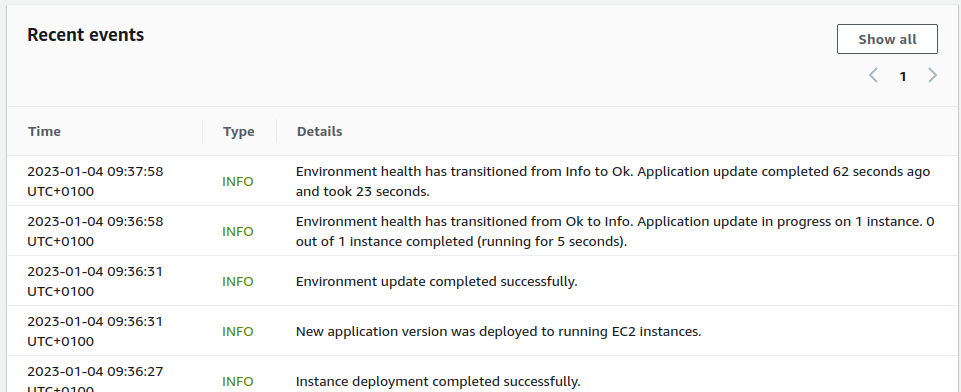 Recent events
Show all
1
Time Type Details
2023-01-04 09:37:58
UTC+0100
INFO
Environment health has transitioned from Info to Ok. Application update completed 62 seconds ago
and took 23 seconds.
2023-01-04 09:36:58
UTC+0100
INFO
Environment health has transitioned from Ok to Info. Application update in progress on 1 instance. 0
out of 1 instance completed (running for 5 seconds).
2023-01-04 09:36:31
UTC+0100
INFO
Environment update completed successfully.
2023-01-04 09:36:31
UTC+0100
INFO
New application version was deployed to running EC2 instances.
2023-01-04 09:36:27
UTC+0100
INFO
Instance deployment completed successfully.